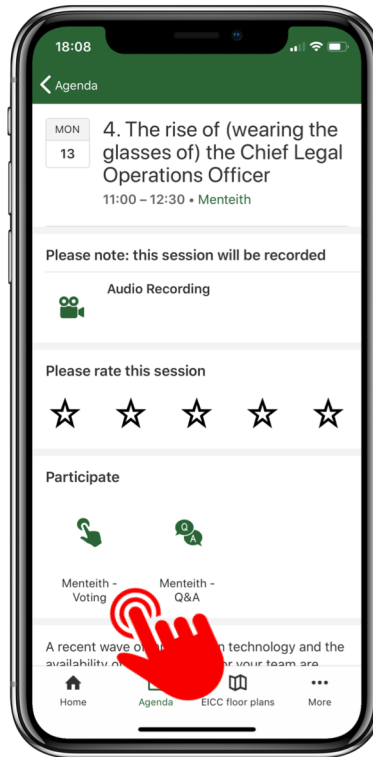 18:08
Agenda
MON
13
4. The rise of (wearing the
glasses of) the Chief Legal
Operations Officer
11:00 – 12:30 • Menteith
Please note: this session will be recorded
Audio Recording
Please rate this session
Participate
Q
A
Menteith -
Voting
Menteith -
Q&A
A recent wave of technology and the
availability your team are
Home
Agenda
EICC floor plans
More